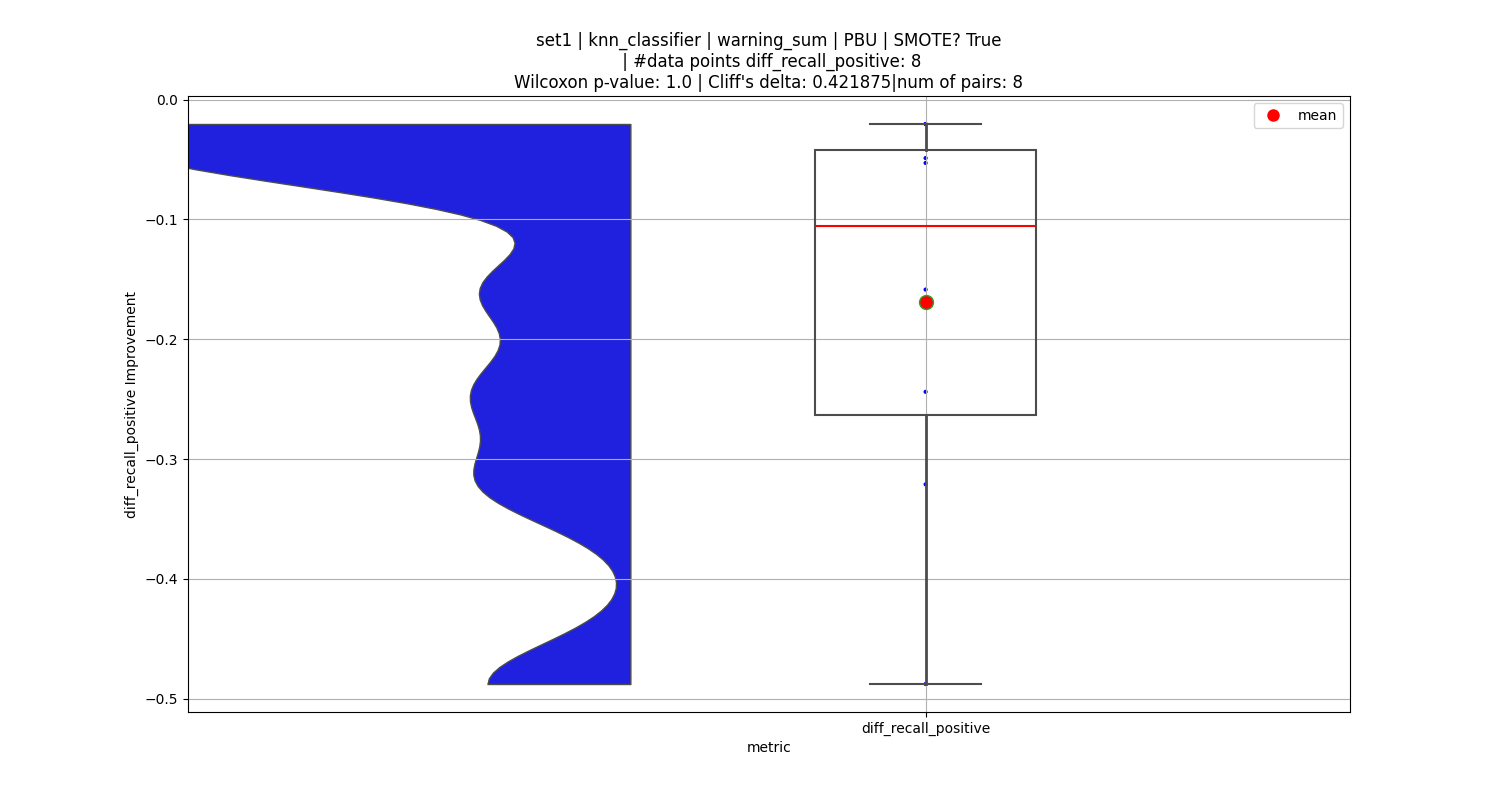 set1 | knn_classifier | warning_sum | PBU | SMOTE? True
| #data points diff_recall_positive: 8
Wilcoxon p-value: 1.0 | Cliff's delta: 0.421875|num of pairs: 8
mean
0.0
−0.1
−0.2
−0.3
−0.4
−0.5
diff_recall_positive Improvement
diff_recall_positive
metric